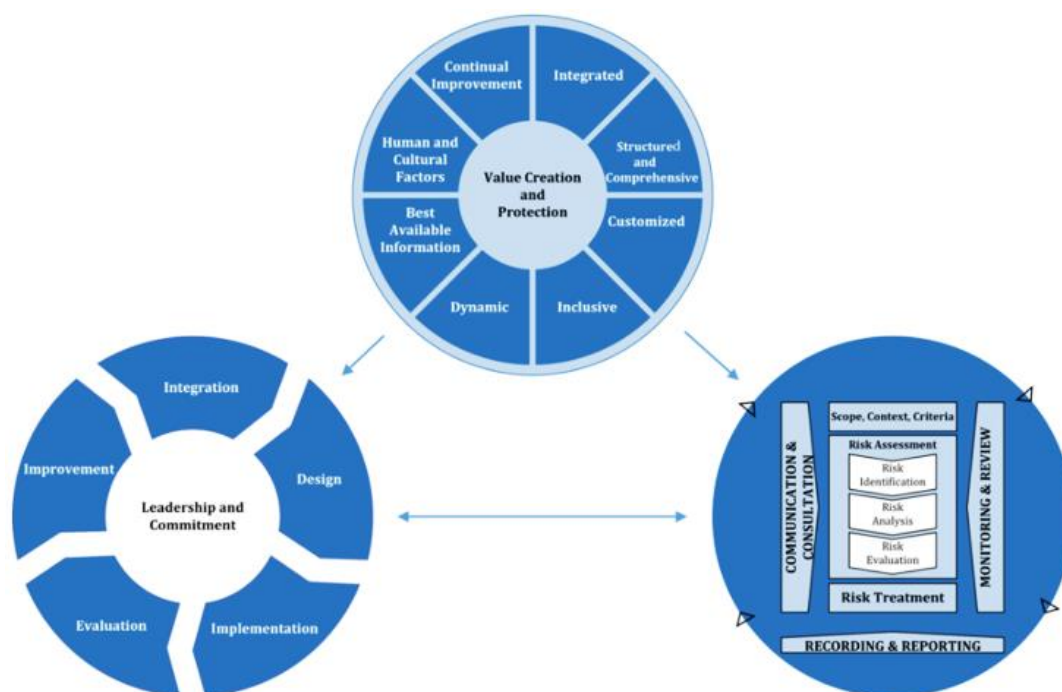 Continual
Improvement
Integrated
Human and
Cultural
Factors
Structured
and
Comprehensive
Value Creation
and
Protection
Best
Available
Information
Customized
Dynamic
Inclusive
Integration
Improvement
Design
Leadership and
Commitment
Evaluation
Implementation
COMMUNICATION &
CONSULTATION
Scope, Context, Criteria
Risk Assessment
Risk
Identification
Risk
Analysis
Risk
Evaluation
Risk Treatment
MONITORING & REVIEW
RECORDING & REPORTING